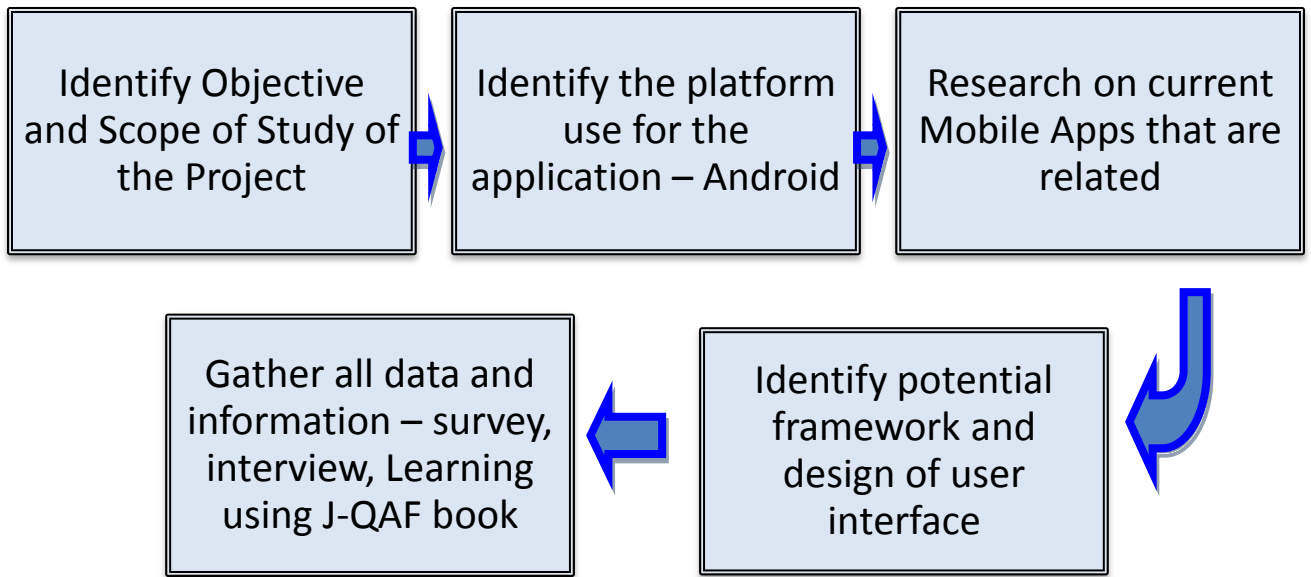 Identify Objective
and Scope of Study of
the Project
Identify the platform
use for the
application – Android
Research on current
Mobile Apps that are
related
Identify potential
framework and
design of user
interface
Gather all data and
information – survey,
interview, Learning
using J-QAF book